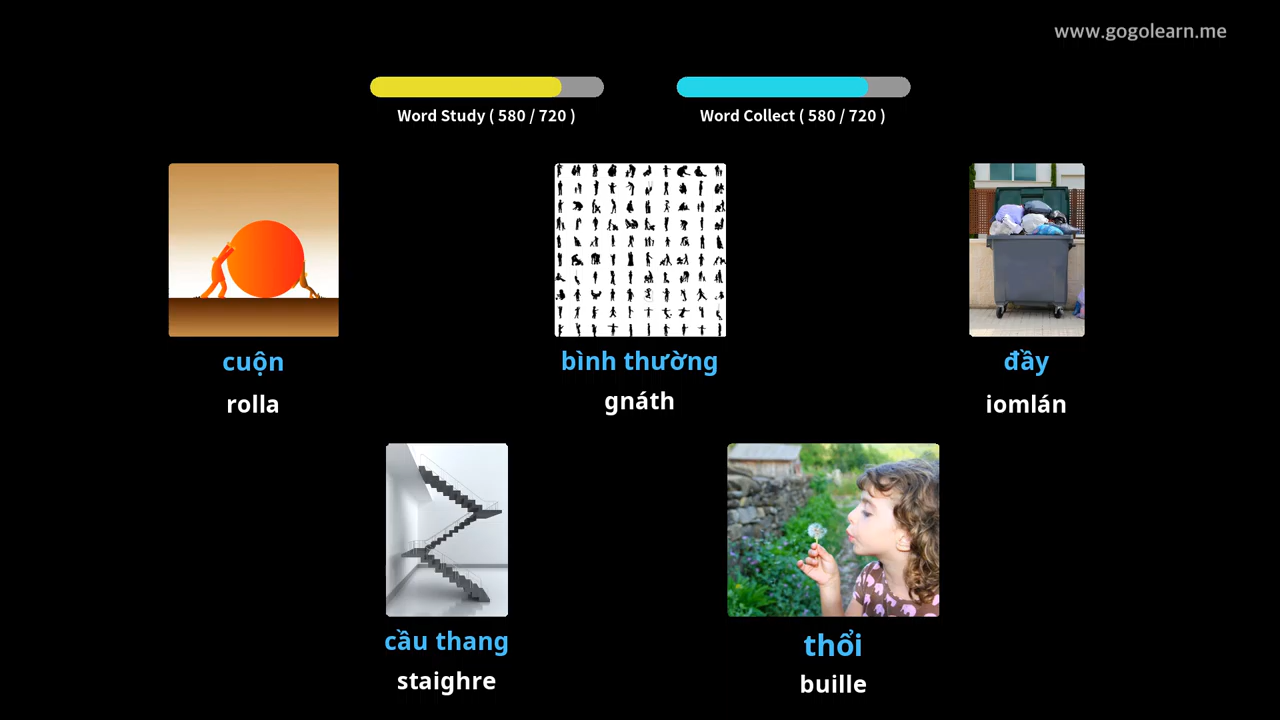 www.gogolearn.me
Word Study ( 580 / 720 )
Word Collect ( 580 / 720 )
cuộn
rolla
bình thường
gnáth
đầy
iomlán
cầu thang
staighre
thổi
buille